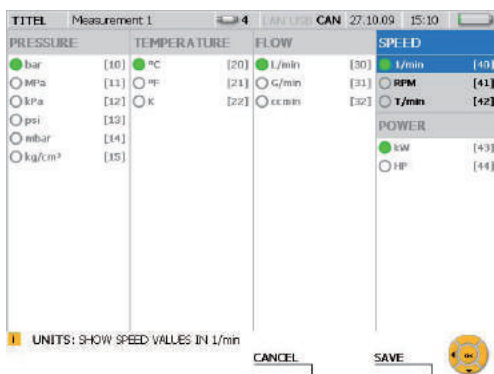 TITEL Measurement 1 4 LAN USB CAN 27.10.09 15:10
PRESSURE TEMPERATURE FLOW SPEED
bar [10] °C [20] L/min [30] 1/min [40]
MPa [11] °F [21] G/min [31] RPM [41]
kPa [12] K [22] ccmin [32] T/min [42]
psi [13]
POWER
mbar [14]
kW [43]
kg/cm² [15]
HP [44]
i UNITS: SHOW SPEED VALUES IN 1/min
CANCEL SAVE OK